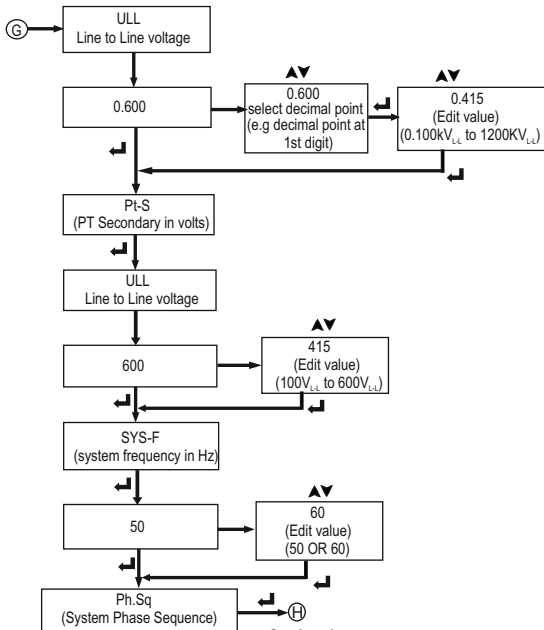 G
ULL
Line to Line voltage
0.600
0.600
select decimal point
(e.g decimal point at
1st digit)
0.415
(Edit value)
(0.100kVL-L to 1200KVL-L)
Pt-S
(PT Secondary in volts)
ULL
Line to Line voltage
600
415
(Edit value)
(100VL-L to 600VL-L)
SYS-F
(system frequency in Hz)
50
60
(Edit value)
(50 OR 60)
Ph.Sq
(System Phase Sequence)
H